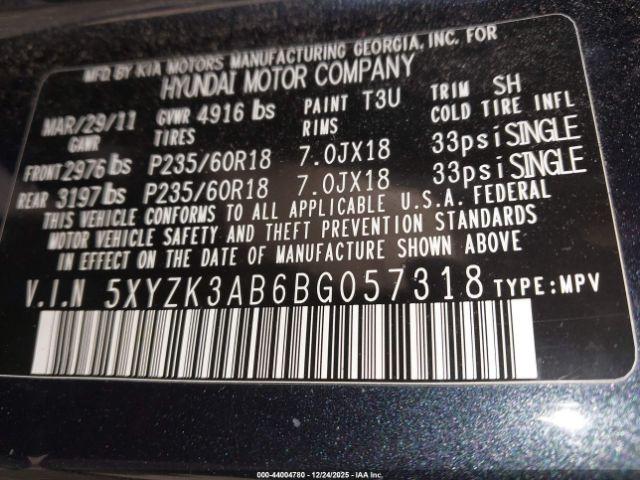 MFD BY KIA MOTORS MANUFACTURING GEORGIA, INC. FOR
HYUNDAI MOTOR COMPANY
MAR/29/11 GVWR 4916 lbs PAINT T3U TRIM SH
GAWR TIRES RIMS COLD TIRE INFL
FRONT 2976 lbs P235/60R18 7.0JX18 33psi SINGLE
REAR 3197 lbs P235/60R18 7.0JX18 33psi SINGLE
THIS VEHICLE CONFORMS TO ALL APPLICABLE U.S.A. FEDERAL
MOTOR VEHICLE SAFETY AND THEFT PREVENTION STANDARDS
IN EFFECT ON THE DATE OF MANUFACTURE SHOWN ABOVE
V.I.N 5XYZK3AB6BG057318 TYPE:MPV
000-44004780 - 12/24/2025 - IAA Inc.